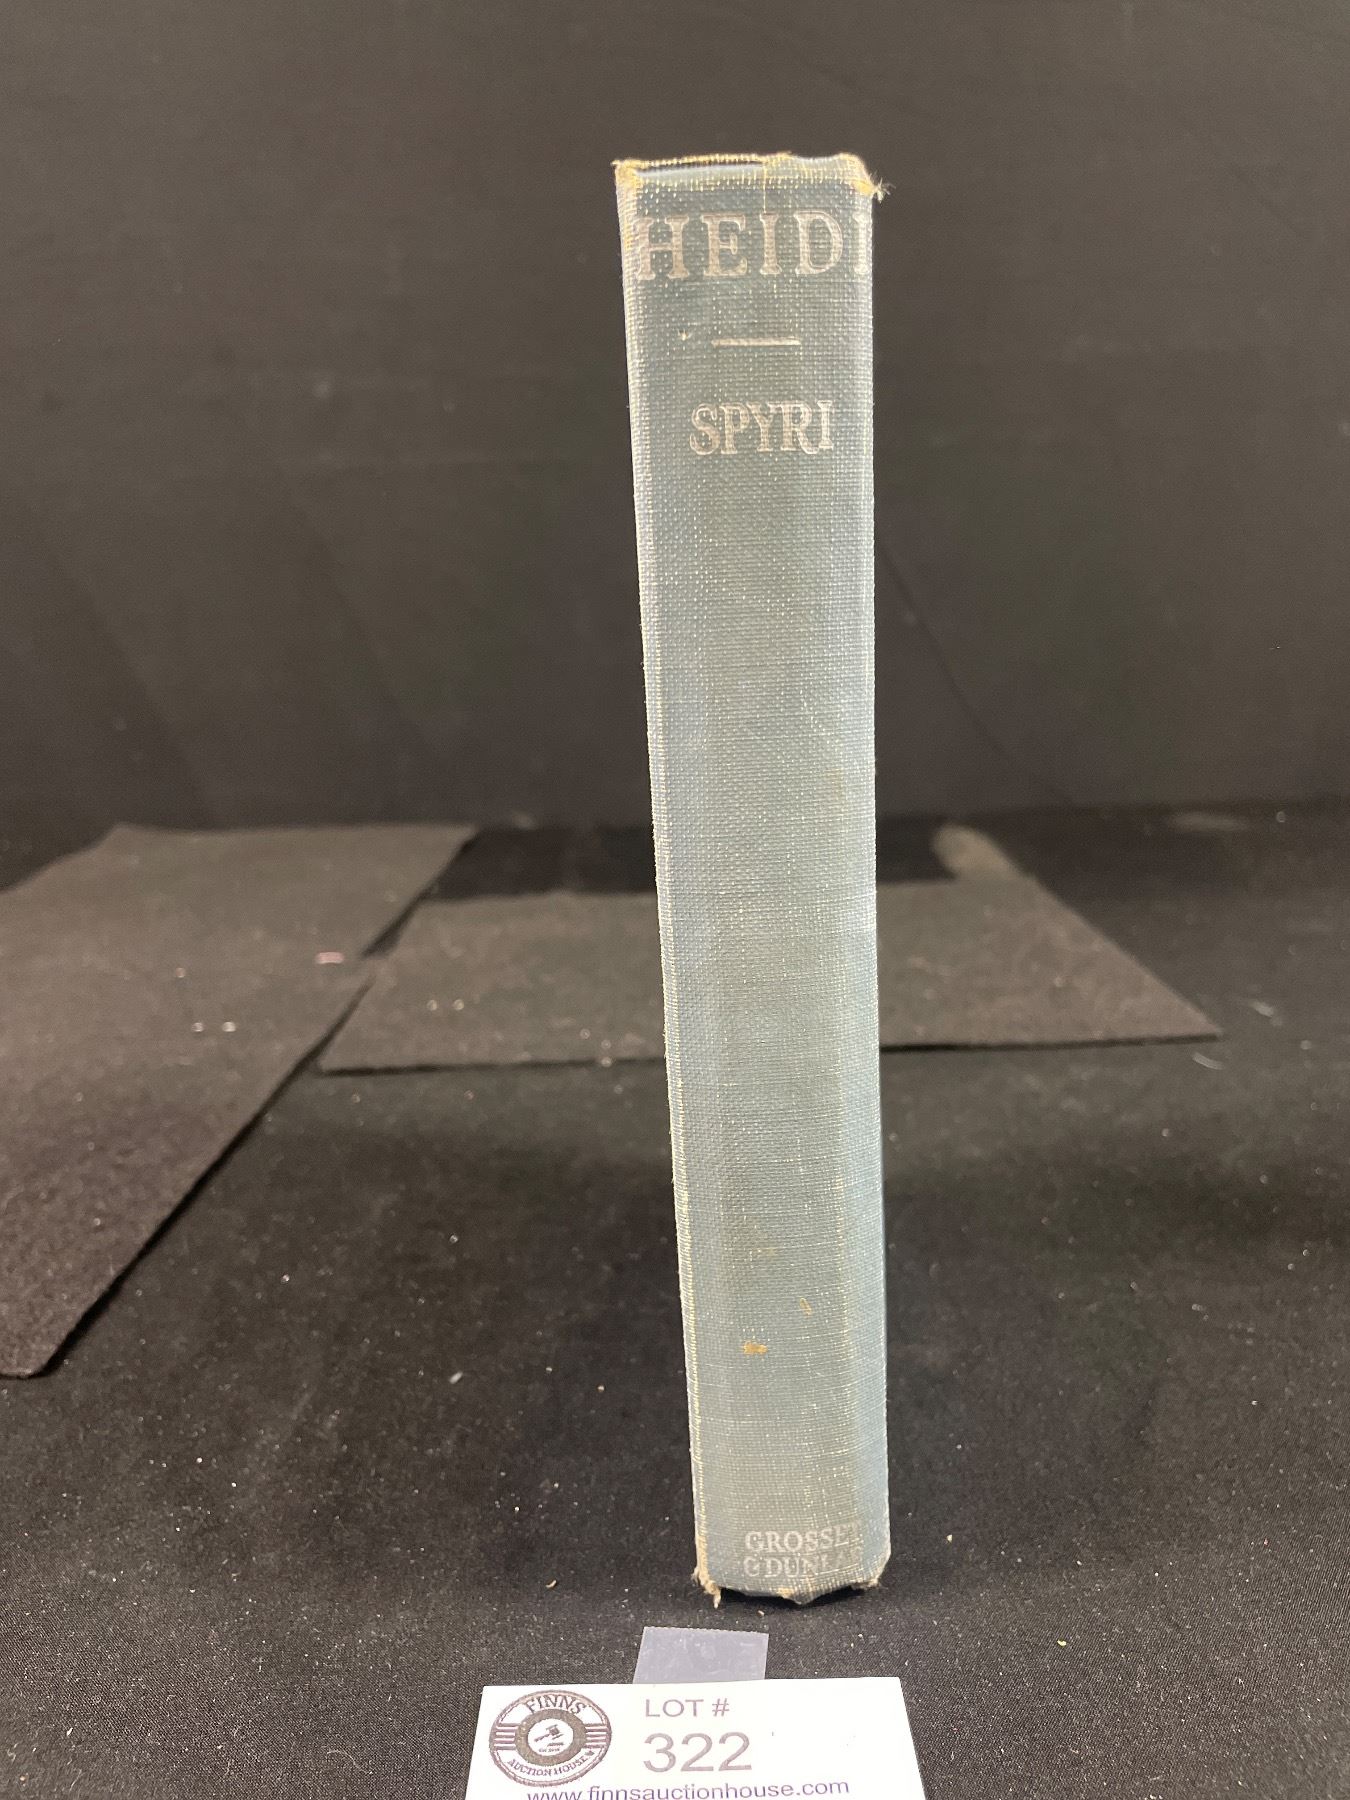 HEIDI
SPYRI
GROSSET
& DUNLAP
FINNS
AUCTION HOUSE
LOT #
322
www.finnsauctionhouse.com